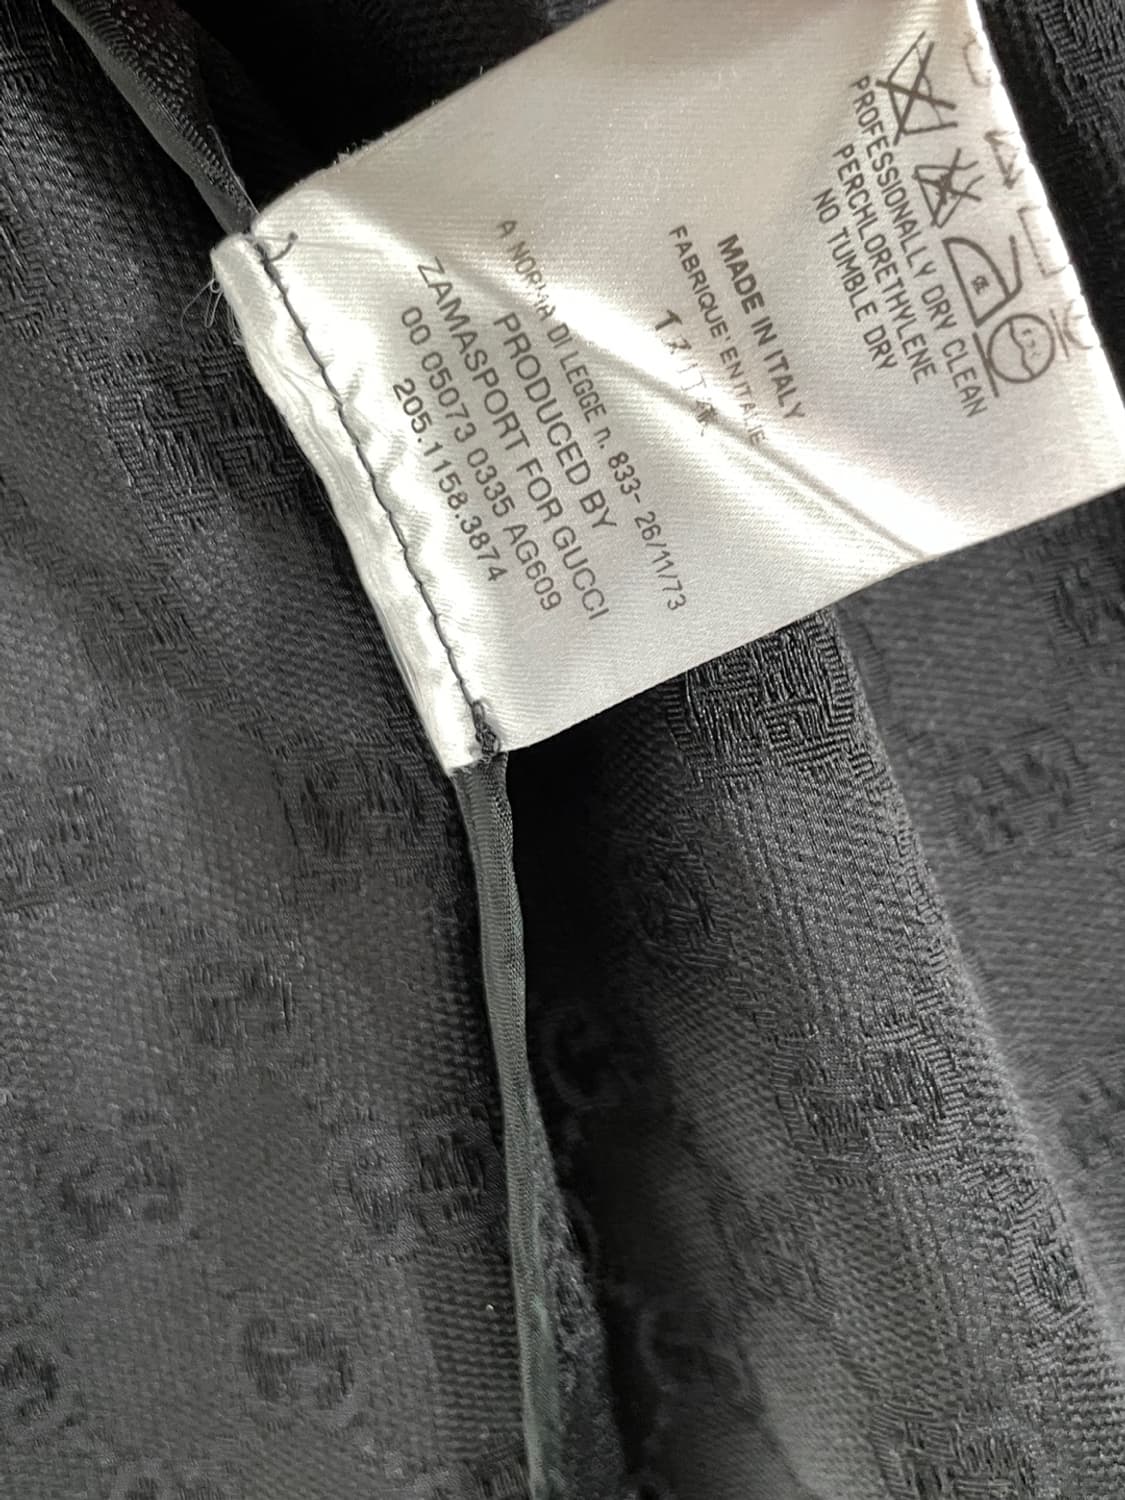 PROFESSIONALLY DRY CLEAN
PERCHLORETHYLENE
NO TUMBLE DRY
MADE IN ITALY
FABRIQUE' EN ITALIE
A NORMA DI LEGGE n. 833- 26/11/73
PRODUCED BY
ZAMASPORT FOR GUCCI
00 05073 0335 AG609
205.1158.3874